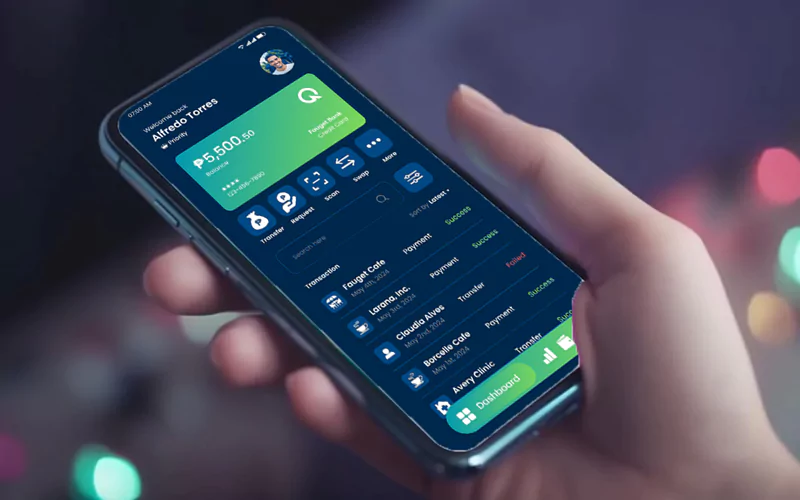 07:00 AM
Welcome back
Alfredo Torres
Priority
₱5,500.50
Balance
Fauget Bank
Credit Card
**** 
123-456-7890
Transfer Request Scan Swap More
Search here
Transaction
Sort by Latest
Fauget Cafe Payment Success
May 4th, 2024
Larana, Inc. Payment Success
May 3rd, 2024
Claudia Alves Transfer Failed
May 2nd, 2024
Borcelle Cafe Payment Success
May 1st, 2024
Avery Clinic Transfer
Dashboard